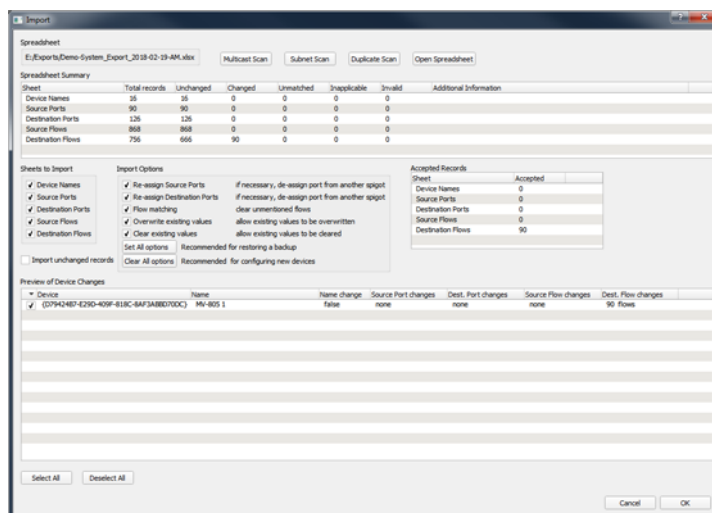 Import
Spreadsheet
E:/Exports/Demo-System_Export_2018-02-19-AM.xlsx Multicast Scan Subnet Scan Duplicate Scan Open Spreadsheet
Spreadsheet Summary
Sheet Total records Unchanged Changed Unmatched Inapplicable Invalid Additional Information
Device Names 16 16 0 0 0 0
Source Ports 90 90 0 0 0 0
Destination Ports 126 126 0 0 0 0
Source Flows 868 868 0 0 0 0
Destination Flows 756 666 90 0 0 0
Sheets to Import Import Options Accepted Records
Device Names Re-assign Source Ports if necessary, de-assign port from another spigot Sheet Accepted
Source Ports Re-assign Destination Ports if necessary, de-assign port from another spigot Device Names 0
Destination Ports Flow matching clear unmentioned flows Source Ports 0
Source Flows Overwrite existing values allow existing values to be overwritten Destination Ports 0
Destination Flows Clear existing values allow existing values to be cleared Source Flows 0
Set All options Recommended for restoring a backup Destination Flows 90
Import unchanged records Clear All options Recommended for configuring new devices
Preview of Device Changes
Device Name Name change Source Port changes Dest. Port changes Source Flow changes Dest. Flow changes
{D7942487-E29D-409F-818C-8AF3ABBD70DC} MV-805 1 false none none none 90 flows
Select All Deselect All
Cancel OK